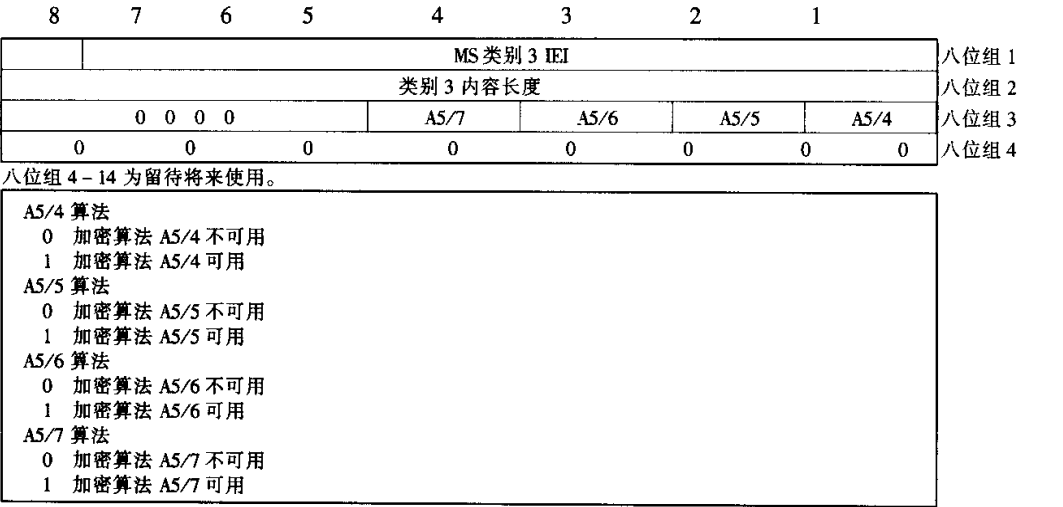 8 7 6 5 4 3 2 1
MS 类别 3 IEI 八位组 1
类别 3 内容长度 八位组 2
0 0 0 0 A5/7 A5/6 A5/5 A5/4 八位组 3
0 0 0 0 0 0 0 0 八位组 4
八位组 4-14 为留待将来使用。
A5/4 算法
0 加密算法 A5/4 不可用
1 加密算法 A5/4 可用
A5/5 算法
0 加密算法 A5/5 不可用
1 加密算法 A5/5 可用
A5/6 算法
0 加密算法 A5/6 不可用
1 加密算法 A5/6 可用
A5/7 算法
0 加密算法 A5/7 不可用
1 加密算法 A5/7 可用